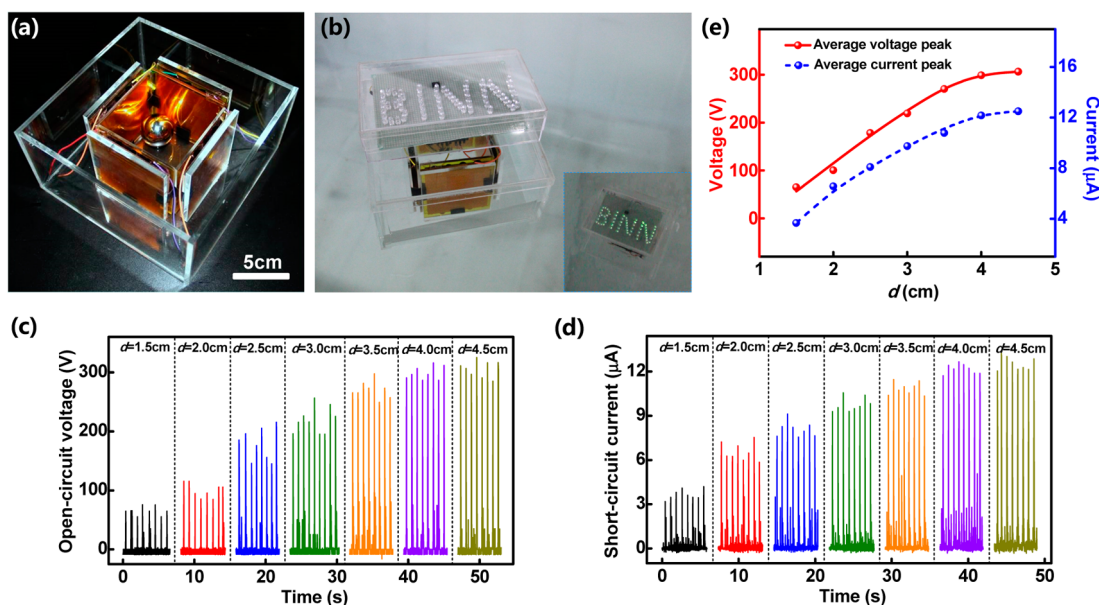 (a)
5cm
(b)
BINN
BINN
(e)
Average voltage peak
Average current peak
Voltage (V)
300
200
100
0
Current (μA)
16
12
8
4
1 2 3 4 5
d (cm)
(c)
Open-circuit voltage (V)
300
200
100
0
d=1.5cm d=2.0cm d=2.5cm d=3.0cm d=3.5cm d=4.0cm d=4.5cm
0 10 20 30 40 50
Time (s)
(d)
Short-circuit current (μA)
12
9
6
3
0
d=1.5cm d=2.0cm d=2.5cm d=3.0cm d=3.5cm d=4.0cm d=4.5cm
0 10 20 30 40 50
Time (s)